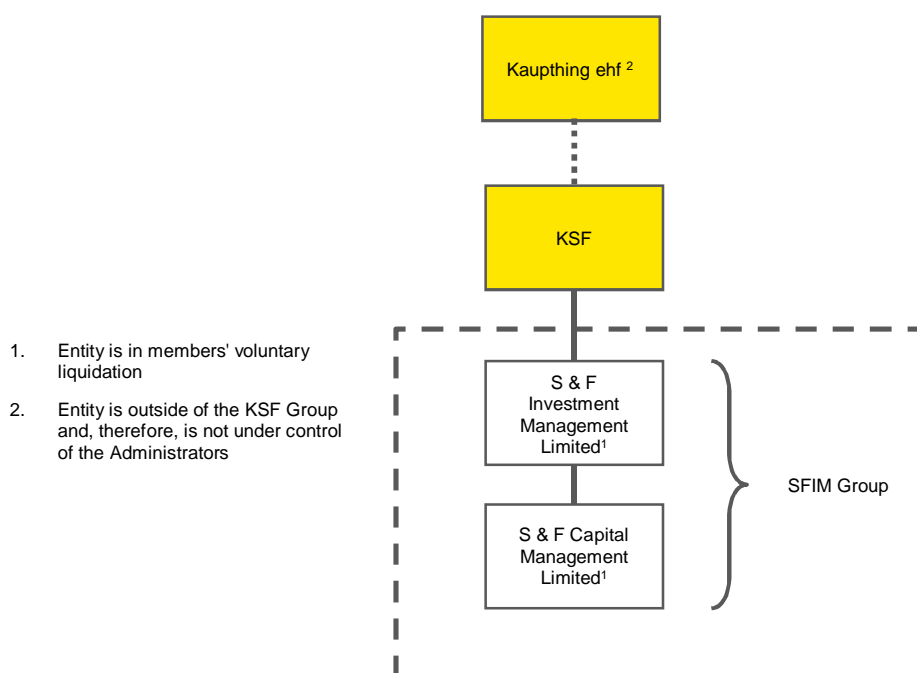 Kaupthing ehf ²
KSF
1. Entity is in members' voluntary
liquidation
2. Entity is outside of the KSF Group
and, therefore, is not under control
of the Administrators
S & F
Investment
Management
Limited¹
SFIM Group
S & F Capital
Management
Limited¹